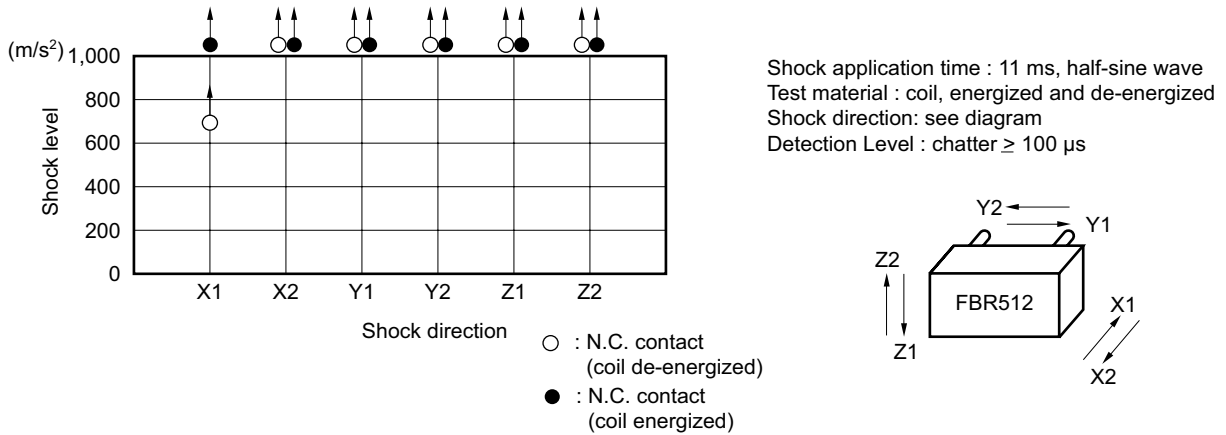 (m/s²)
1,000
800
600
400
200
0
Shock level
X1 X2 Y1 Y2 Z1 Z2
Shock direction
○ : N.C. contact
(coil de-energized)
● : N.C. contact
(coil energized)
Shock application time : 11 ms, half-sine wave
Test material : coil, energized and de-energized
Shock direction: see diagram
Detection Level : chatter ≥ 100 µs
Y2
Y1
Z2
FBR512
X1
Z1
X2